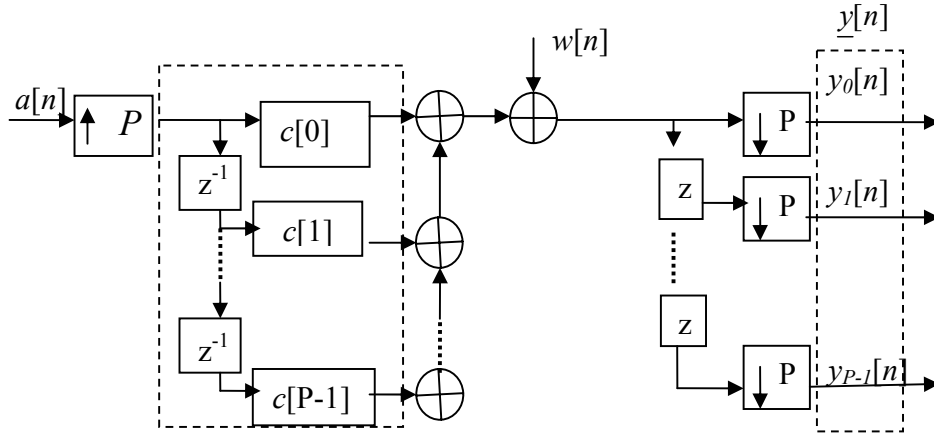 y[n]
w[n]
a[n]
y0[n]
P
c[0]
P
z-1
z
P
y1[n]
c[1]
z-1
z
c[P-1]
P
yP-1[n]